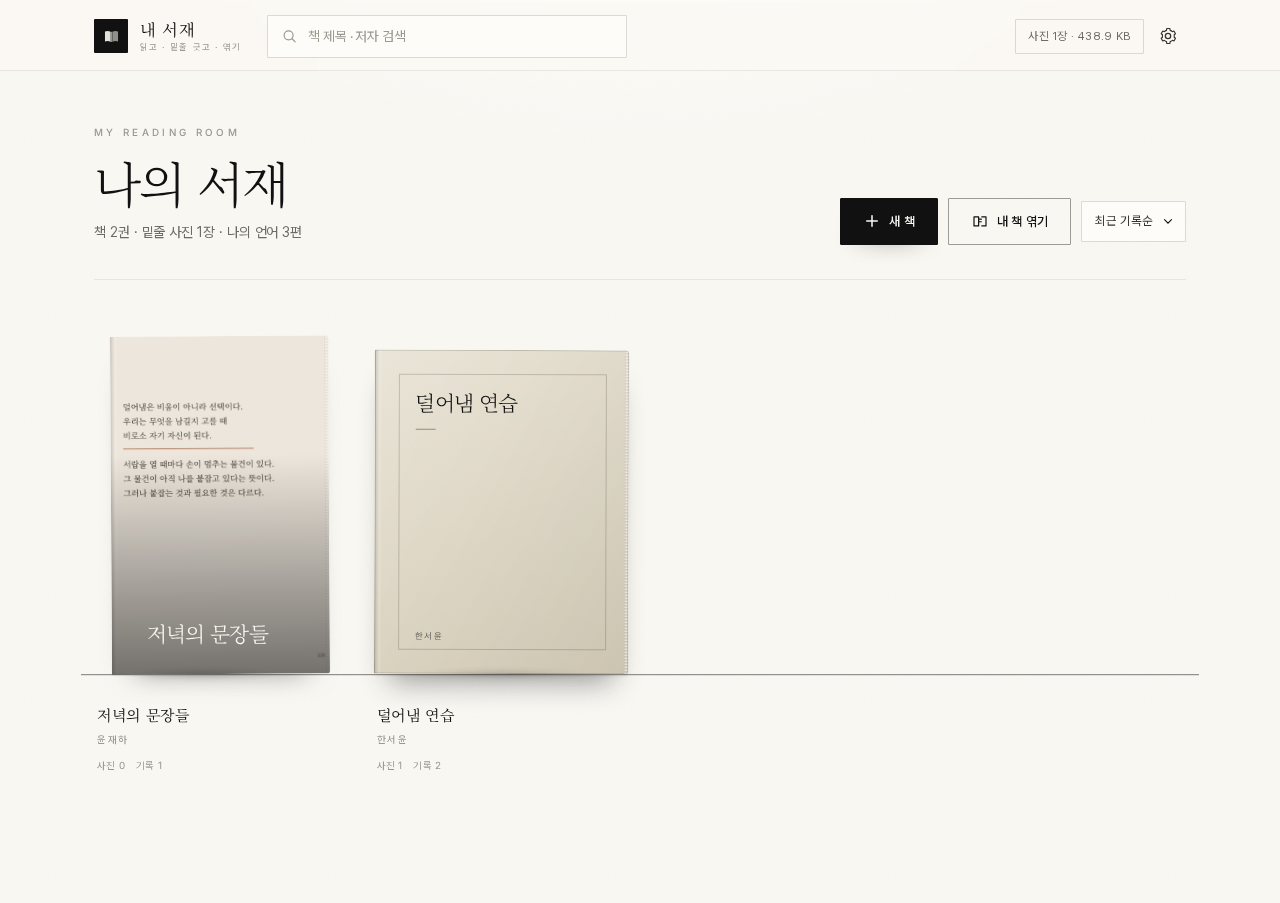 내 서재
읽고 · 밑줄 긋고 · 엮기
책 제목 · 저자 검색
사진 1장 · 438.9 KB
MY READING ROOM
나의 서재
책 2권 · 밑줄 사진 1장 · 나의 언어 3편
새 책
내 책 엮기
최근 기록순
덜어냄은 비움이 아니라 선택이다.
우리는 무엇을 남길지 고를 때
비로소 자기 자신이 된다.
서랍을 열 때마다 손이 멈추는 물건이 있다.
그 물건이 아직 나를 붙잡고 있다는 뜻이다.
그러나 붙잡는 것과 필요한 것은 다르다.
저녁의 문장들
덜어냄 연습
한서윤
저녁의 문장들
윤재하
사진 0 기록 1
덜어냄 연습
한서윤
사진 1 기록 2